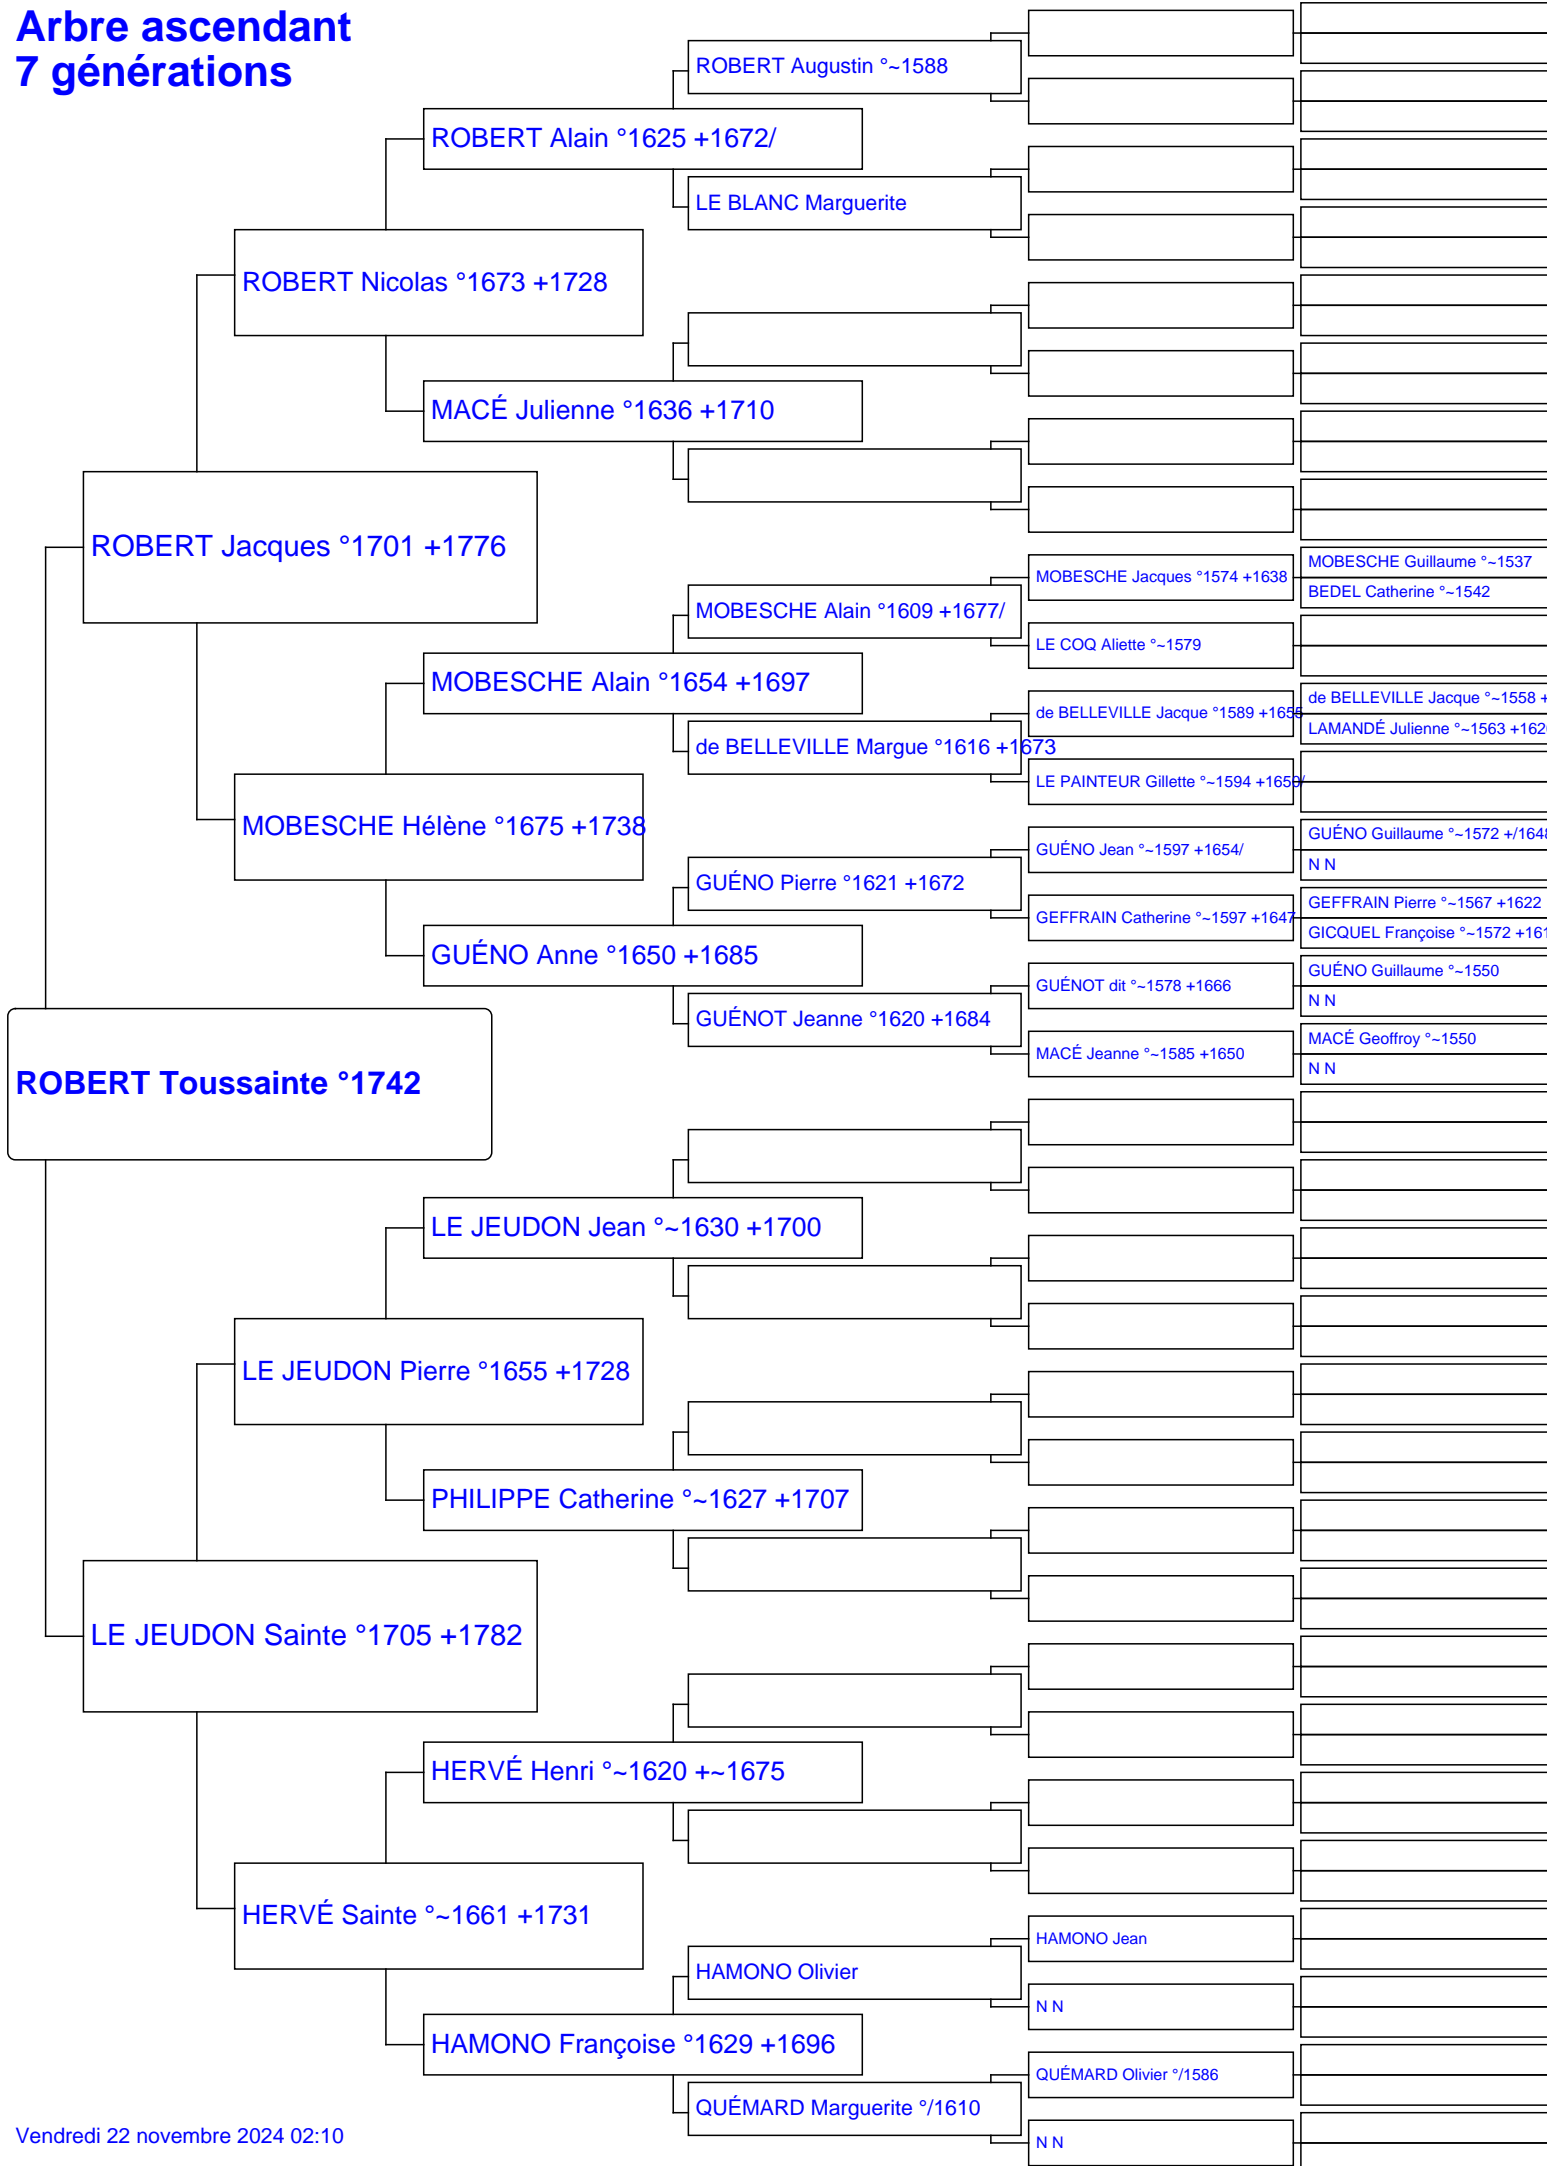 Arbre ascendant
7 générations
ROBERT Augustin °~1588
ROBERT Alain °1625 +1672/
LE BLANC Marguerite
ROBERT Nicolas °1673 +1728
MACÉ Julienne °1636 +1710
ROBERT Jacques °1701 +1776
MOBESCHE Guillaume °~1537
MOBESCHE Jacques °1574 +1638
BEDEL Catherine °~1542
MOBESCHE Alain °1609 +1677/
LE COQ Aliette °~1579
MOBESCHE Alain °1654 +1697
de BELLEVILLE Jacque °~1558 +
de BELLEVILLE Jacque °1589 +1655
LAMANDÉ Julienne °~1563 +162
de BELLEVILLE Margue °1616 +1673
LE PAINTEUR Gillette °~1594 +1650/
MOBESCHE Hélène °1675 +1738
GUÉNO Guillaume °~1572 +/1648
GUÉNO Jean °~1597 +1654/
N N
GUÉNO Pierre °1621 +1672
GEFFRAIN Pierre °~1567 +1622
GEFFRAIN Catherine °~1597 +1647
GICQUEL Françoise °~1572 +161
GUÉNO Anne °1650 +1685
GUÉNO Guillaume °~1550
GUÉNOT dit °~1578 +1666
N N
GUÉNOT Jeanne °1620 +1684
MACÉ Geoffroy °~1550
MACÉ Jeanne °~1585 +1650
N N
ROBERT Toussainte °1742
LE JEUDON Jean °~1630 +1700
LE JEUDON Pierre °1655 +1728
PHILIPPE Catherine °~1627 +1707
LE JEUDON Sainte °1705 +1782
HERVÉ Henri °~1620 +~1675
HERVÉ Sainte °~1661 +1731
HAMONO Jean
HAMONO Olivier
N N
HAMONO Françoise °1629 +1696
QUÉMARD Olivier °/1586
QUÉMARD Marguerite °/1610
N N
Vendredi 22 novembre 2024 02:10